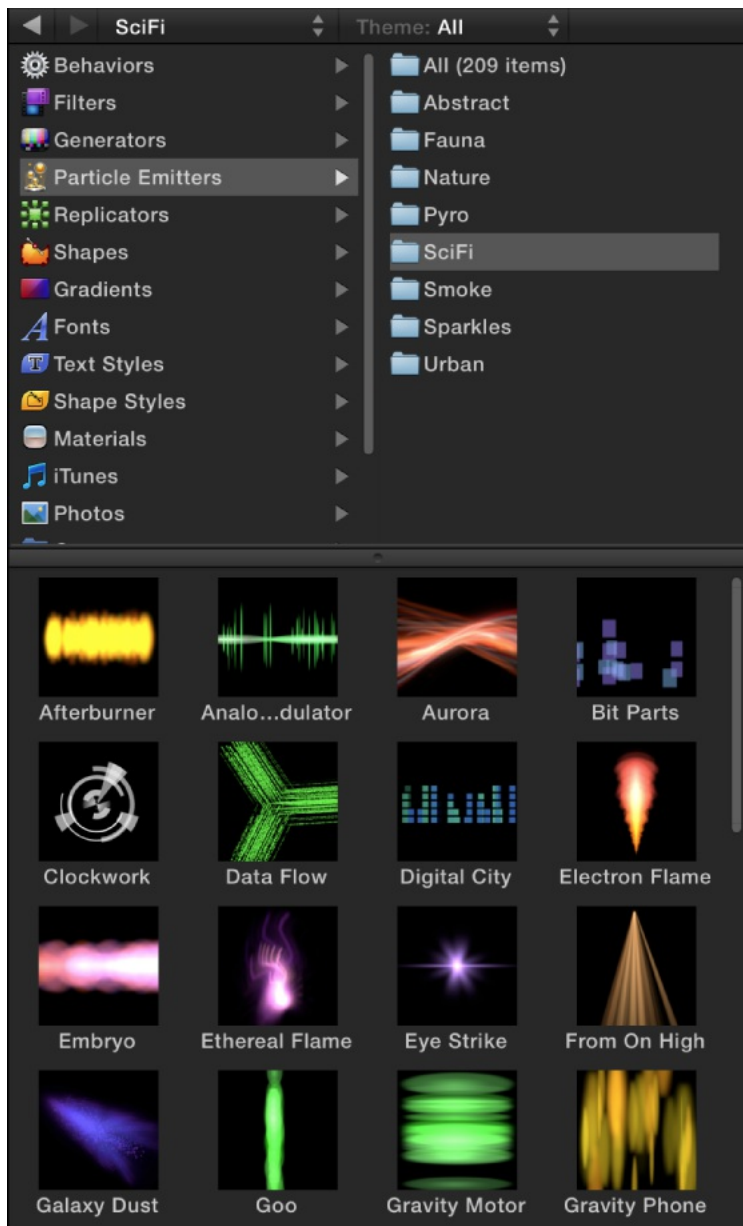 SciFi Theme: All
Behaviors
Filters
Generators
Particle Emitters
Replicators
Shapes
Gradients
Fonts
Text Styles
Shape Styles
Materials
iTunes
Photos
All (209 items)
Abstract
Fauna
Nature
Pyro
SciFi
Smoke
Sparkles
Urban
Afterburner Analo...dulator Aurora Bit Parts
Clockwork Data Flow Digital City Electron Flame
Embryo Ethereal Flame Eye Strike From On High
Galaxy Dust Goo Gravity Motor Gravity Phone